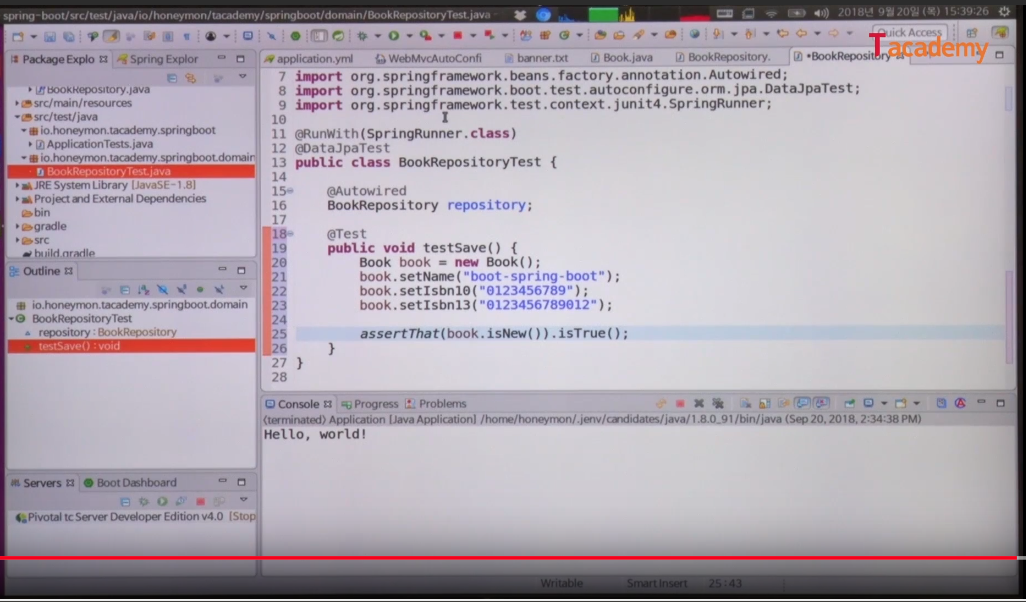 spring-boot/src/test/java/io/honeymon/tacademy/springboot/domain/BookRepositoryTest.java
2018년 9월20일 (목) 15:39:26
Quick Access
Tacademy
Package Explo
Spring Explor
BookRepository.java
src/main/resources
src/test/java
io.honeymon.tacademy.springboot
ApplicationTests.java
io.honeymon.tacademy.springboot.domain
BookRepositoryTest.java
JRE System Library [JavaSE-1.8]
Project and External Dependencies
bin
gradle
src
build.gradle
Outline
io.honeymon.tacademy.springboot.domain
BookRepositoryTest
repository : BookRepository
testSave() : void
Servers
Boot Dashboard
Pivotal tc Server Developer Edition v4.0 [Stop
application.yml
WebMvcAutoConfi
banner.txt
Book.java
BookRepository.
*BookRepository
7 import org.springframework.beans.factory.annotation.Autowired;
8 import org.springframework.boot.test.autoconfigure.orm.jpa.DataJpaTest;
9 import org.springframework.test.context.junit4.SpringRunner;
10
11 @RunWith(SpringRunner.class)
12 @DataJpaTest
13 public class BookRepositoryTest {
14
15 @Autowired
16 BookRepository repository;
17
18 @Test
19 public void testSave() {
20 Book book = new Book();
21 book.setName("boot-spring-boot");
22 book.setIsbn10("0123456789");
23 book.setIsbn13("0123456789012");
24
25 assertThat(book.isNew()).isTrue();
26 }
27 }
28
Console
Progress
Problems
(terminated) Application [Java Application] /home/honeymon/.jenv/candidates/java/1.8.0_91/bin/java (Sep 20, 2018, 2:34:38 PM)
Hello, world!
Writable
Smart Insert
25:43